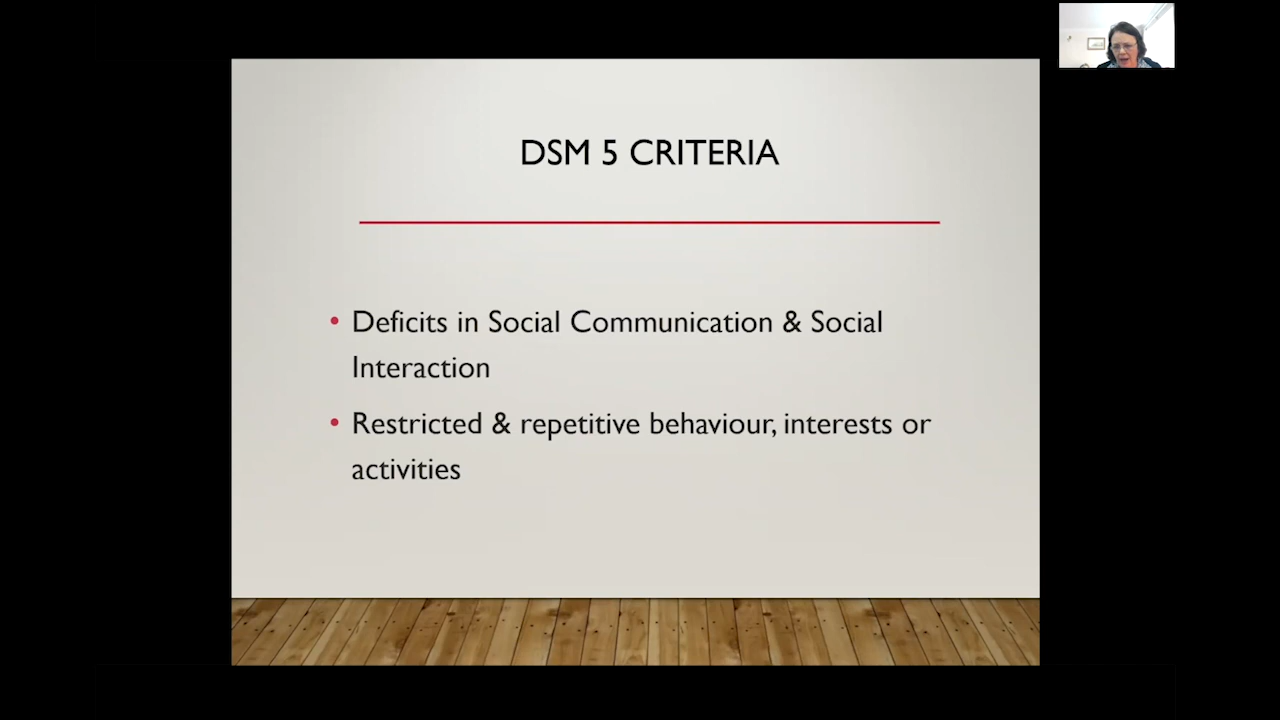 DSM 5 CRITERIA
• Deficits in Social Communication & Social
Interaction
• Restricted & repetitive behaviour, interests or
activities